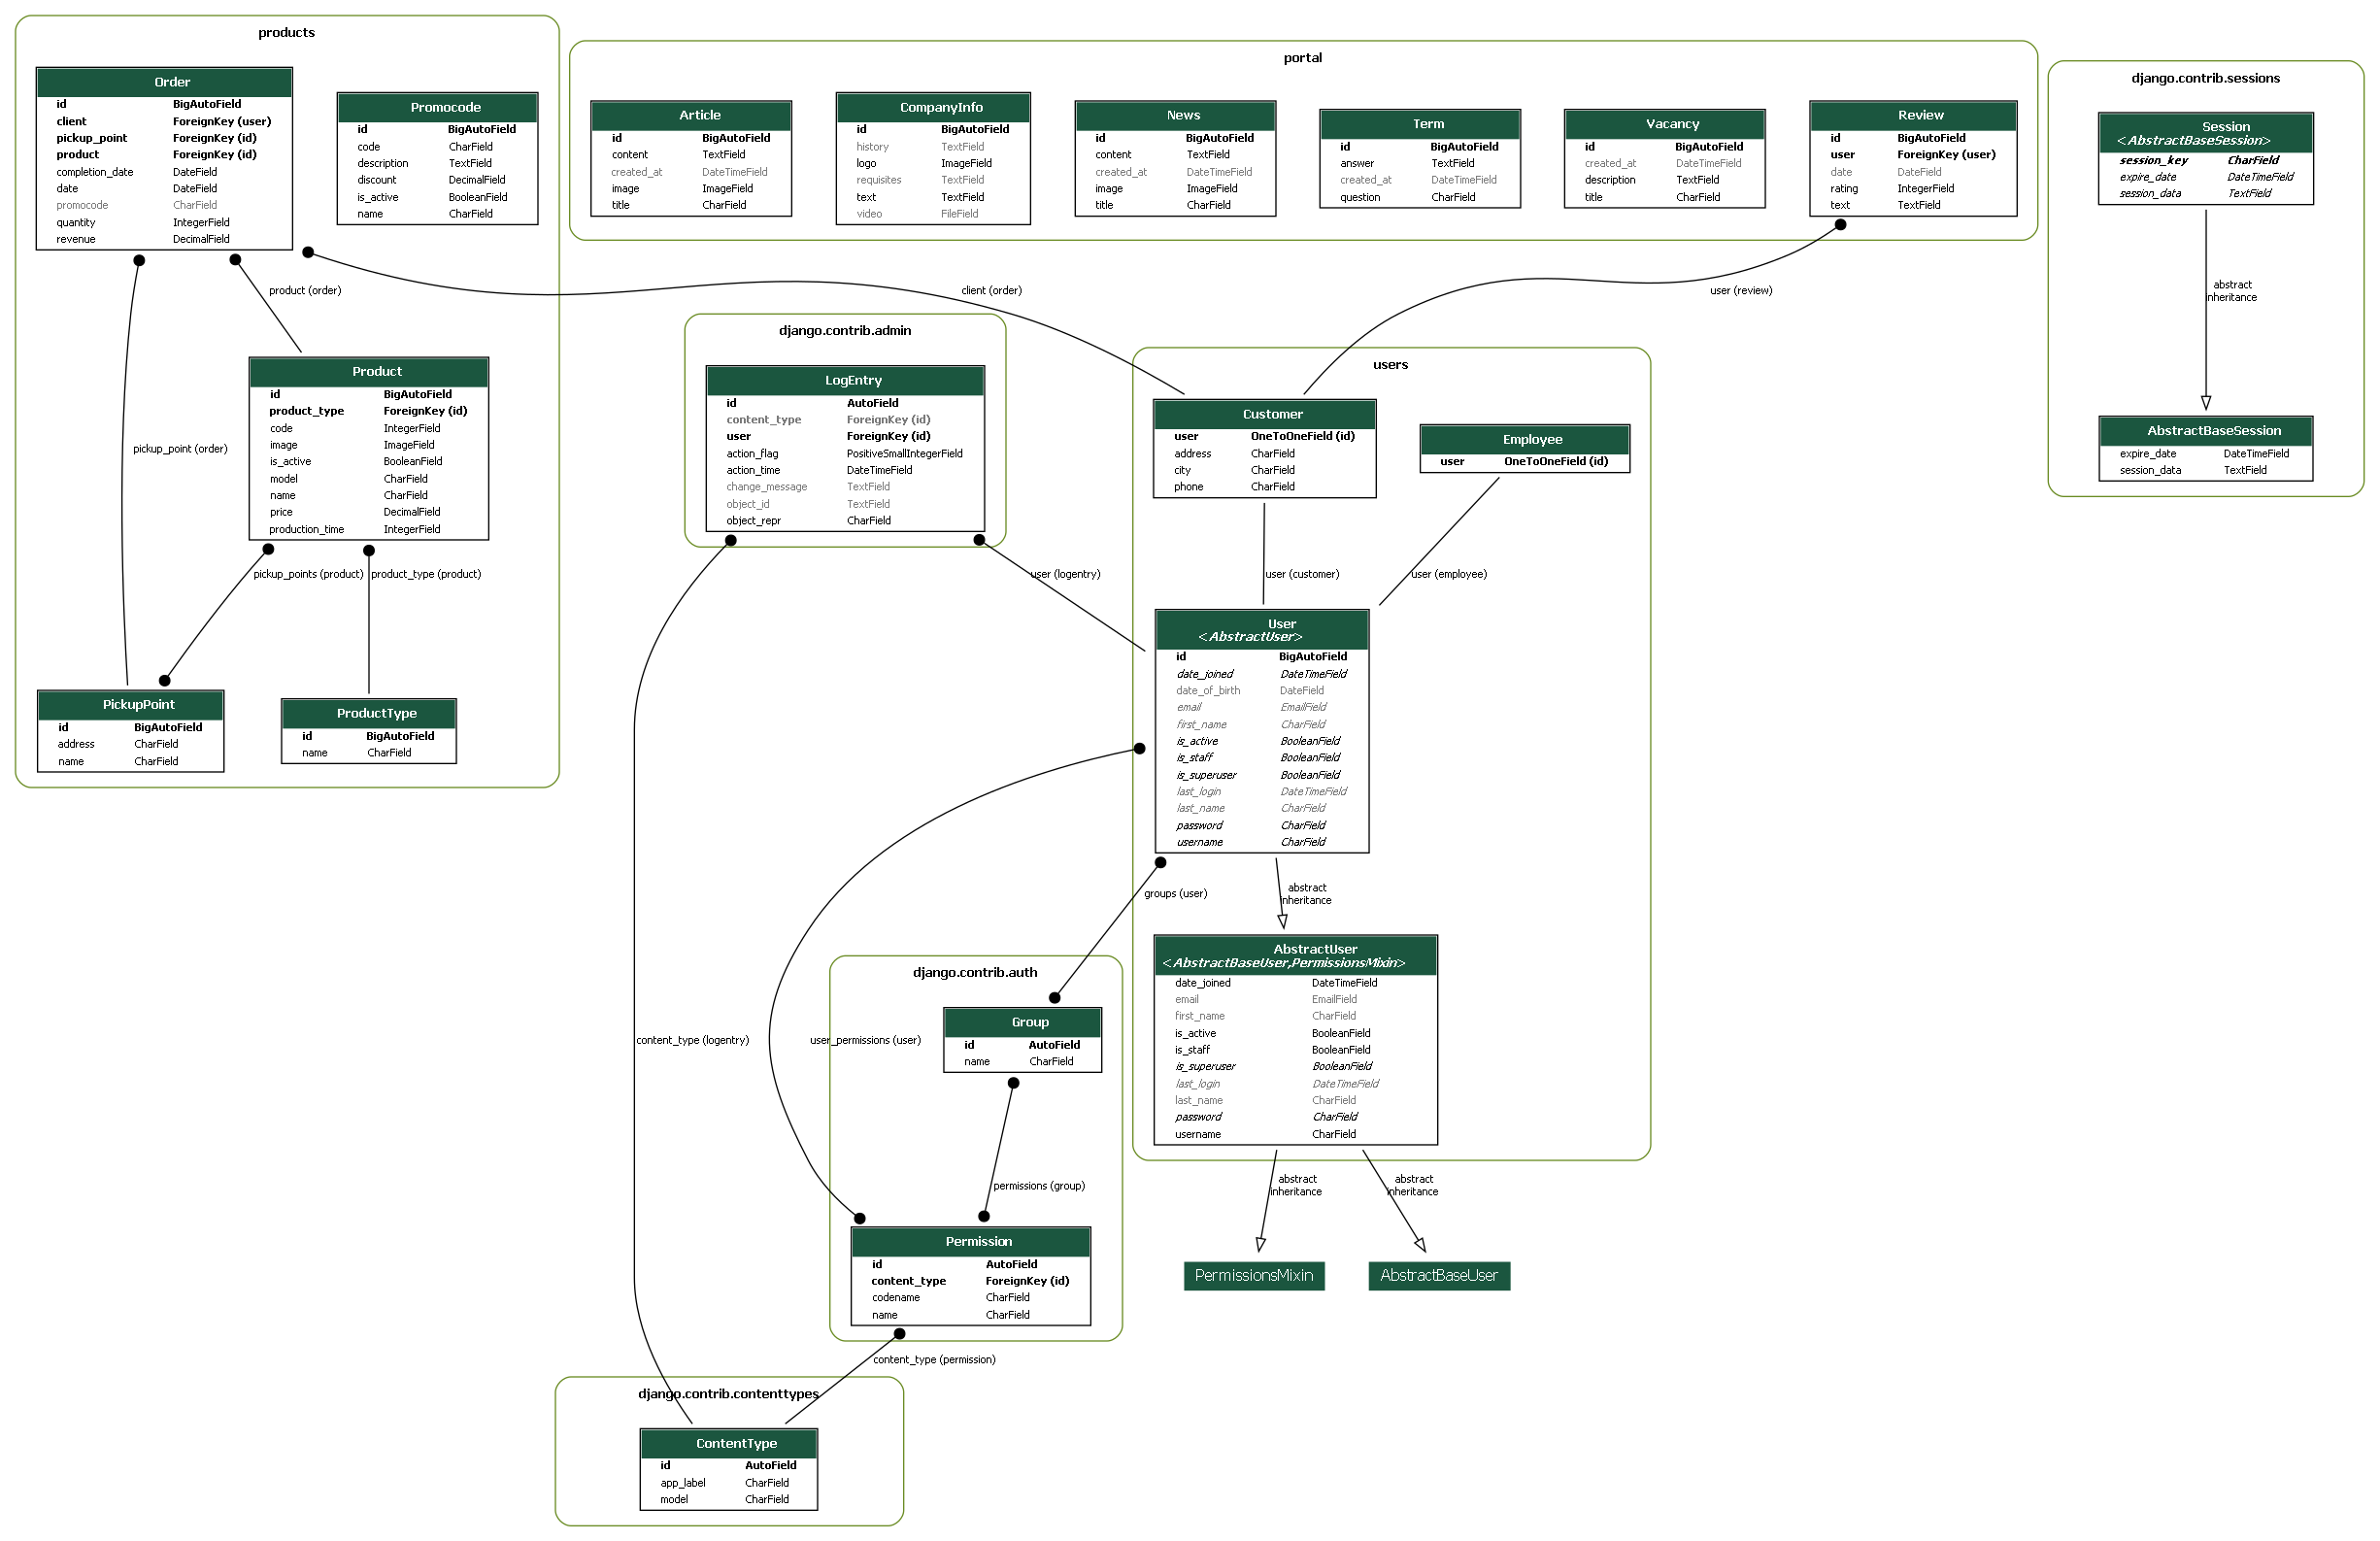 products
Order
id BigAutoField
client ForeignKey (user)
pickup_point ForeignKey (id)
product ForeignKey (id)
completion_date DateField
date DateField
promocode CharField
quantity IntegerField
revenue DecimalField
Promocode
id BigAutoField
code CharField
description TextField
discount DecimalField
is_active BooleanField
name CharField
product (order)
pickup_point (order)
Product
id BigAutoField
product_type ForeignKey (id)
code IntegerField
image ImageField
is_active BooleanField
model CharField
name CharField
price DecimalField
production_time IntegerField
pickup_points (product)
product_type (product)
PickupPoint
id BigAutoField
address CharField
name CharField
ProductType
id BigAutoField
name CharField
portal
Article
id BigAutoField
content TextField
created_at DateTimeField
image ImageField
title CharField
CompanyInfo
id BigAutoField
history TextField
logo ImageField
requisites TextField
text TextField
video FileField
News
id BigAutoField
content TextField
created_at DateTimeField
image ImageField
title CharField
Term
id BigAutoField
answer TextField
created_at DateTimeField
question CharField
Vacancy
id BigAutoField
created_at DateTimeField
description TextField
title CharField
Review
id BigAutoField
user ForeignKey (user)
date DateField
rating IntegerField
text TextField
client (order)
user (review)
django.contrib.sessions
Session
<AbstractBaseSession>
session_key CharField
expire_date DateTimeField
session_data TextField
abstract
inheritance
AbstractBaseSession
expire_date DateTimeField
session_data TextField
django.contrib.admin
LogEntry
id AutoField
content_type ForeignKey (id)
user ForeignKey (id)
action_flag PositiveSmallIntegerField
action_time DateTimeField
change_message TextField
object_id TextField
object_repr CharField
user (logentry)
content_type (logentry)
users
Customer
user OneToOneField (id)
address CharField
city CharField
phone CharField
Employee
user OneToOneField (id)
user (customer)
user (employee)
User
<AbstractUser>
id BigAutoField
date_joined DateTimeField
date_of_birth DateField
email EmailField
first_name CharField
is_active BooleanField
is_staff BooleanField
is_superuser BooleanField
last_login DateTimeField
last_name CharField
password CharField
username CharField
groups (user)
user_permissions (user)
abstract
inheritance
AbstractUser
<AbstractBaseUser,PermissionsMixin>
date_joined DateTimeField
email EmailField
first_name CharField
is_active BooleanField
is_staff BooleanField
is_superuser BooleanField
last_login DateTimeField
last_name CharField
password CharField
username CharField
abstract
inheritance
abstract
inheritance
PermissionsMixin
AbstractBaseUser
django.contrib.auth
Group
id AutoField
name CharField
permissions (group)
Permission
id AutoField
content_type ForeignKey (id)
codename CharField
name CharField
content_type (permission)
django.contrib.contenttypes
ContentType
id AutoField
app_label CharField
model CharField